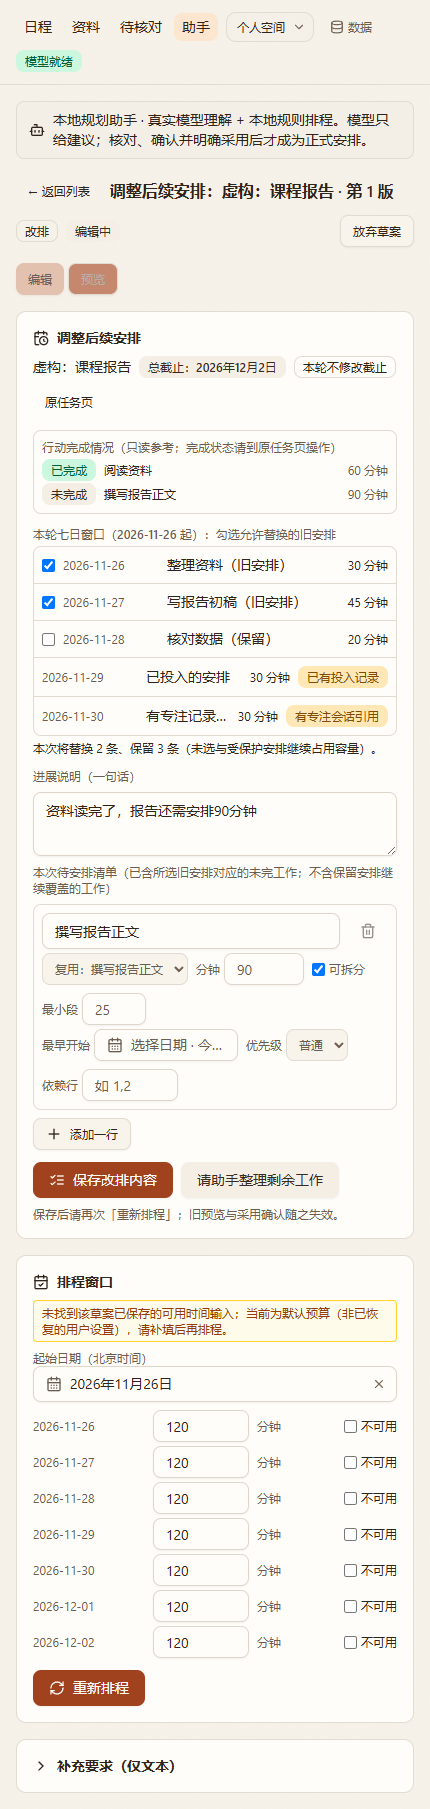 日程 资料 待核对 助手 个人空间 数据
模型就绪
本地规划助手 · 真实模型理解 + 本地规则排程。模型只
给建议；核对、确认并明确采用后才成为正式安排。
← 返回列表 调整后续安排：虚构：课程报告 · 第 1 版
改排 编辑中 放弃草案
编辑 预览
调整后续安排
虚构：课程报告 总截止：2026年12月2日 本轮不修改截止
原任务页
行动完成情况（只读参考；完成状态请到原任务页操作）
已完成 阅读资料 60 分钟
未完成 撰写报告正文 90 分钟
本轮七日窗口（2026-11-26 起）：勾选允许替换的旧安排
2026-11-26 整理资料（旧安排） 30 分钟
2026-11-27 写报告初稿（旧安排） 45 分钟
2026-11-28 核对数据（保留） 20 分钟
2026-11-29 已投入的安排 30 分钟 已有投入记录
2026-11-30 有专注记录... 30 分钟 有专注会话引用
本次将替换 2 条、保留 3 条（未选与受保护安排继续占用容量）。
进展说明（一句话）
资料读完了，报告还需安排90分钟
本次待安排清单（已含所选旧安排对应的未完工作；不含保留安排继
续覆盖的工作）
撰写报告正文
复用：撰写报告正文 分钟 90 可拆分
最小段 25
最早开始 选择日期 · 今... 优先级 普通
依赖行 如 1,2
添加一行
保存改排内容 请助手整理剩余工作
保存后请再次「重新排程」；旧预览与采用确认随之失效。
排程窗口
未找到该草案已保存的可用时间输入；当前为默认预算（非已恢
复的用户设置），请补填后再排程。
起始日期（北京时间）
2026年11月26日
2026-11-26 120 分钟 不可用
2026-11-27 120 分钟 不可用
2026-11-28 120 分钟 不可用
2026-11-29 120 分钟 不可用
2026-11-30 120 分钟 不可用
2026-12-01 120 分钟 不可用
2026-12-02 120 分钟 不可用
重新排程
补充要求（仅文本）